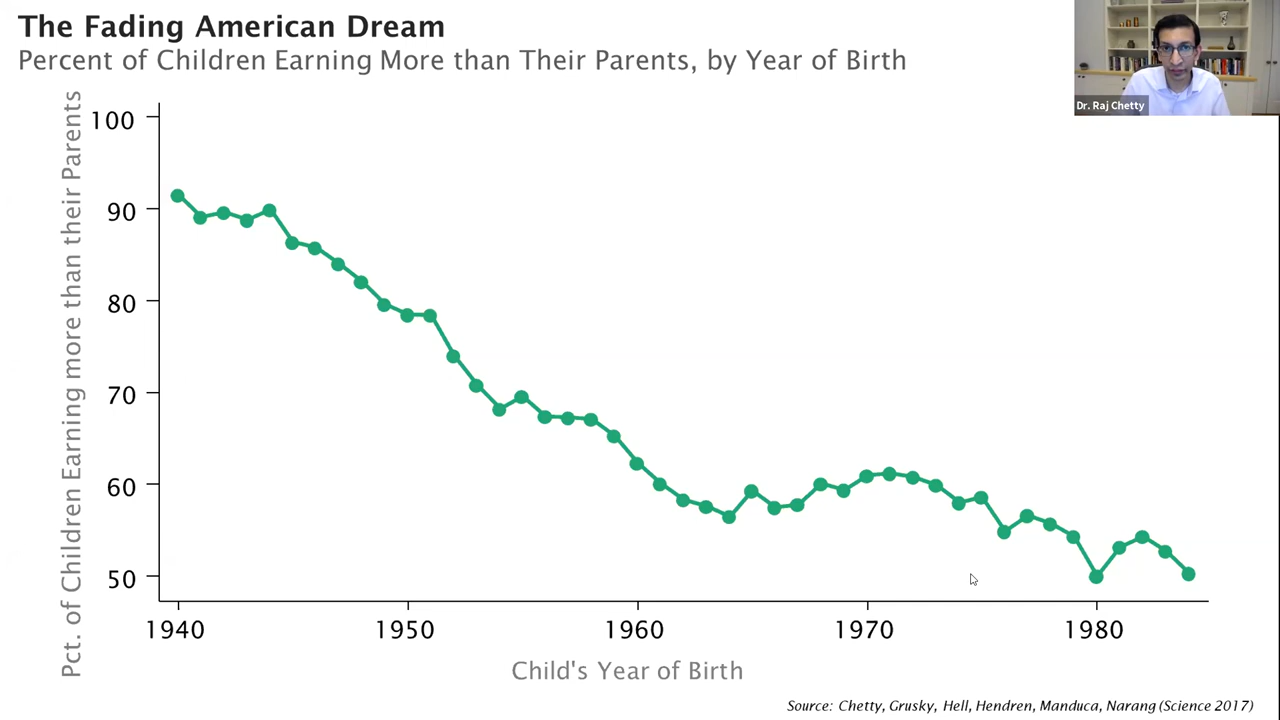 The Fading American Dream
Percent of Children Earning More than Their Parents, by Year of Birth
Dr. Raj Chetty
Pct. of Children Earning more than their Parents
100
90
80
70
60
50
1940
1950
1960
1970
1980
Child's Year of Birth
Source: Chetty, Grusky, Hell, Hendren, Manduca, Narang (Science 2017)